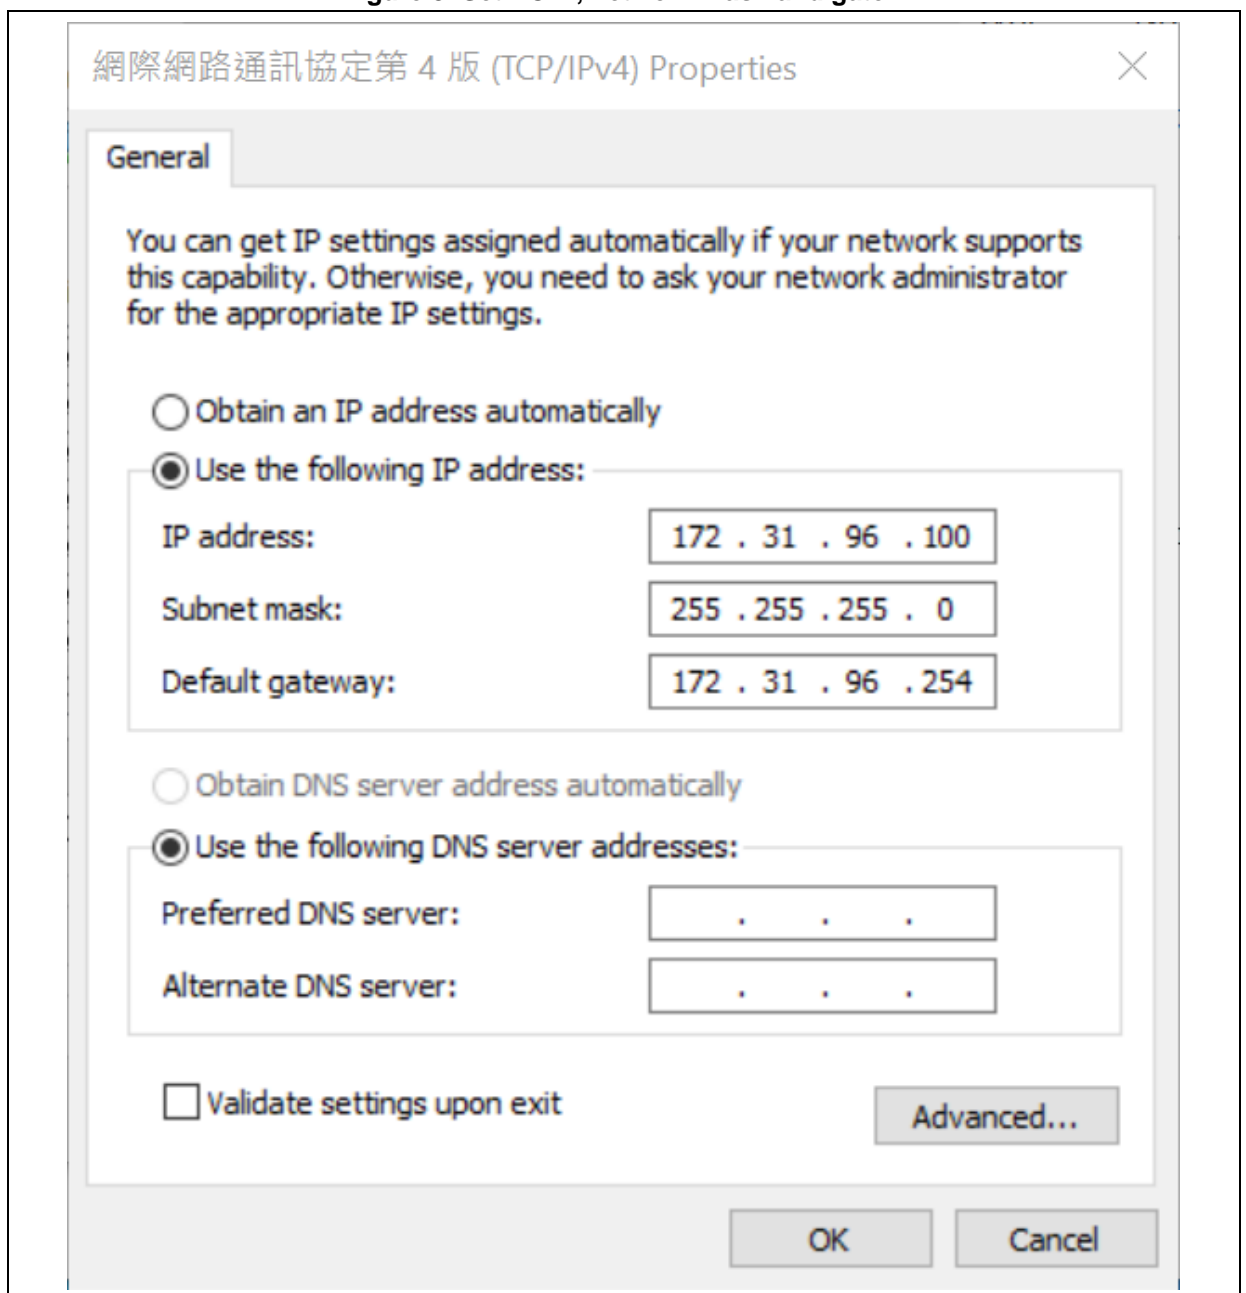 網際網路通訊協定第 4 版 (TCP/IPv4) Properties
General
You can get IP settings assigned automatically if your network supports
this capability. Otherwise, you need to ask your network administrator
for the appropriate IP settings.
Obtain an IP address automatically
Use the following IP address:
IP address: 172 . 31 . 96 . 100
Subnet mask: 255 . 255 . 255 . 0
Default gateway: 172 . 31 . 96 . 254
Obtain DNS server address automatically
Use the following DNS server addresses:
Preferred DNS server: . . .
Alternate DNS server: . . .
Validate settings upon exit
Advanced...
OK Cancel